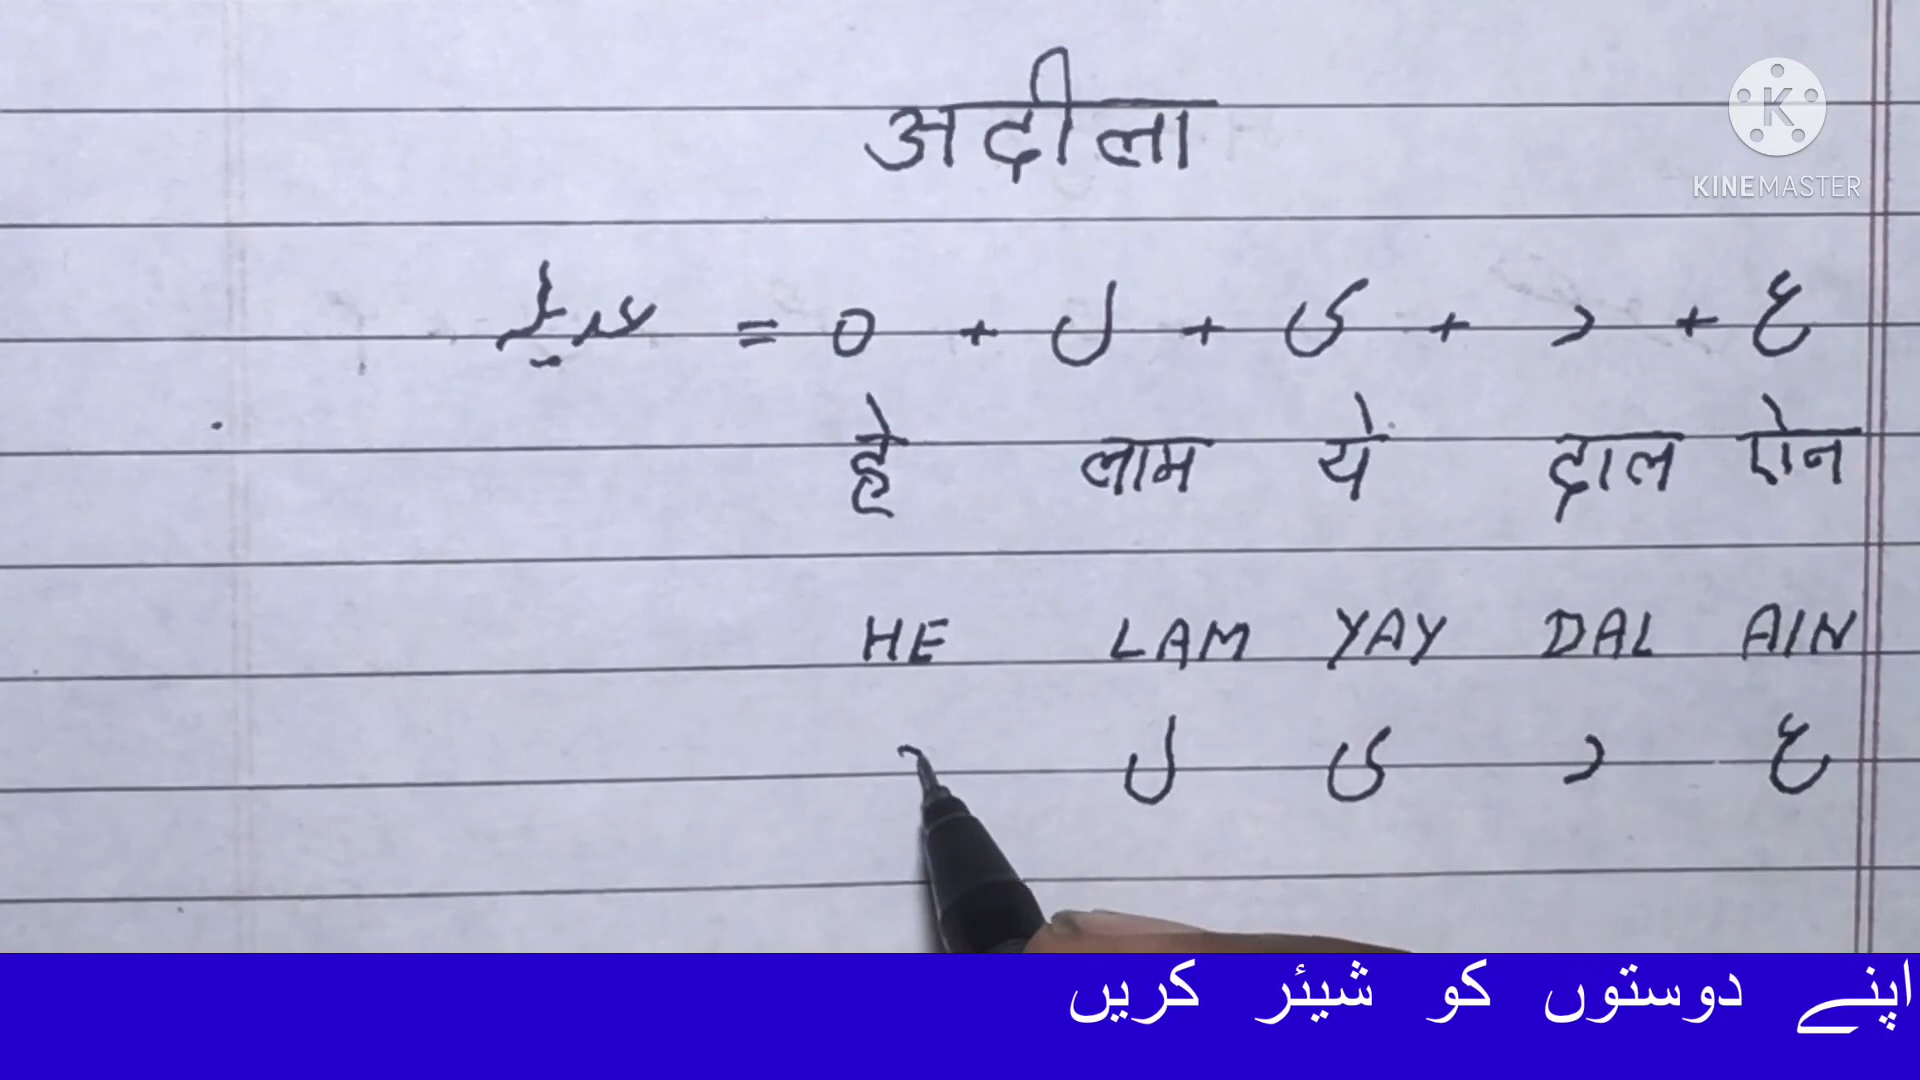 अदीला
KINEMASTER
ع + د + ی + ل + ہ = عدیلہ
हे लाम ये दाल ऐन
HE LAM YAY DAL AIN
ع د ی ل
اپنے دوستوں کو شیئر کریں